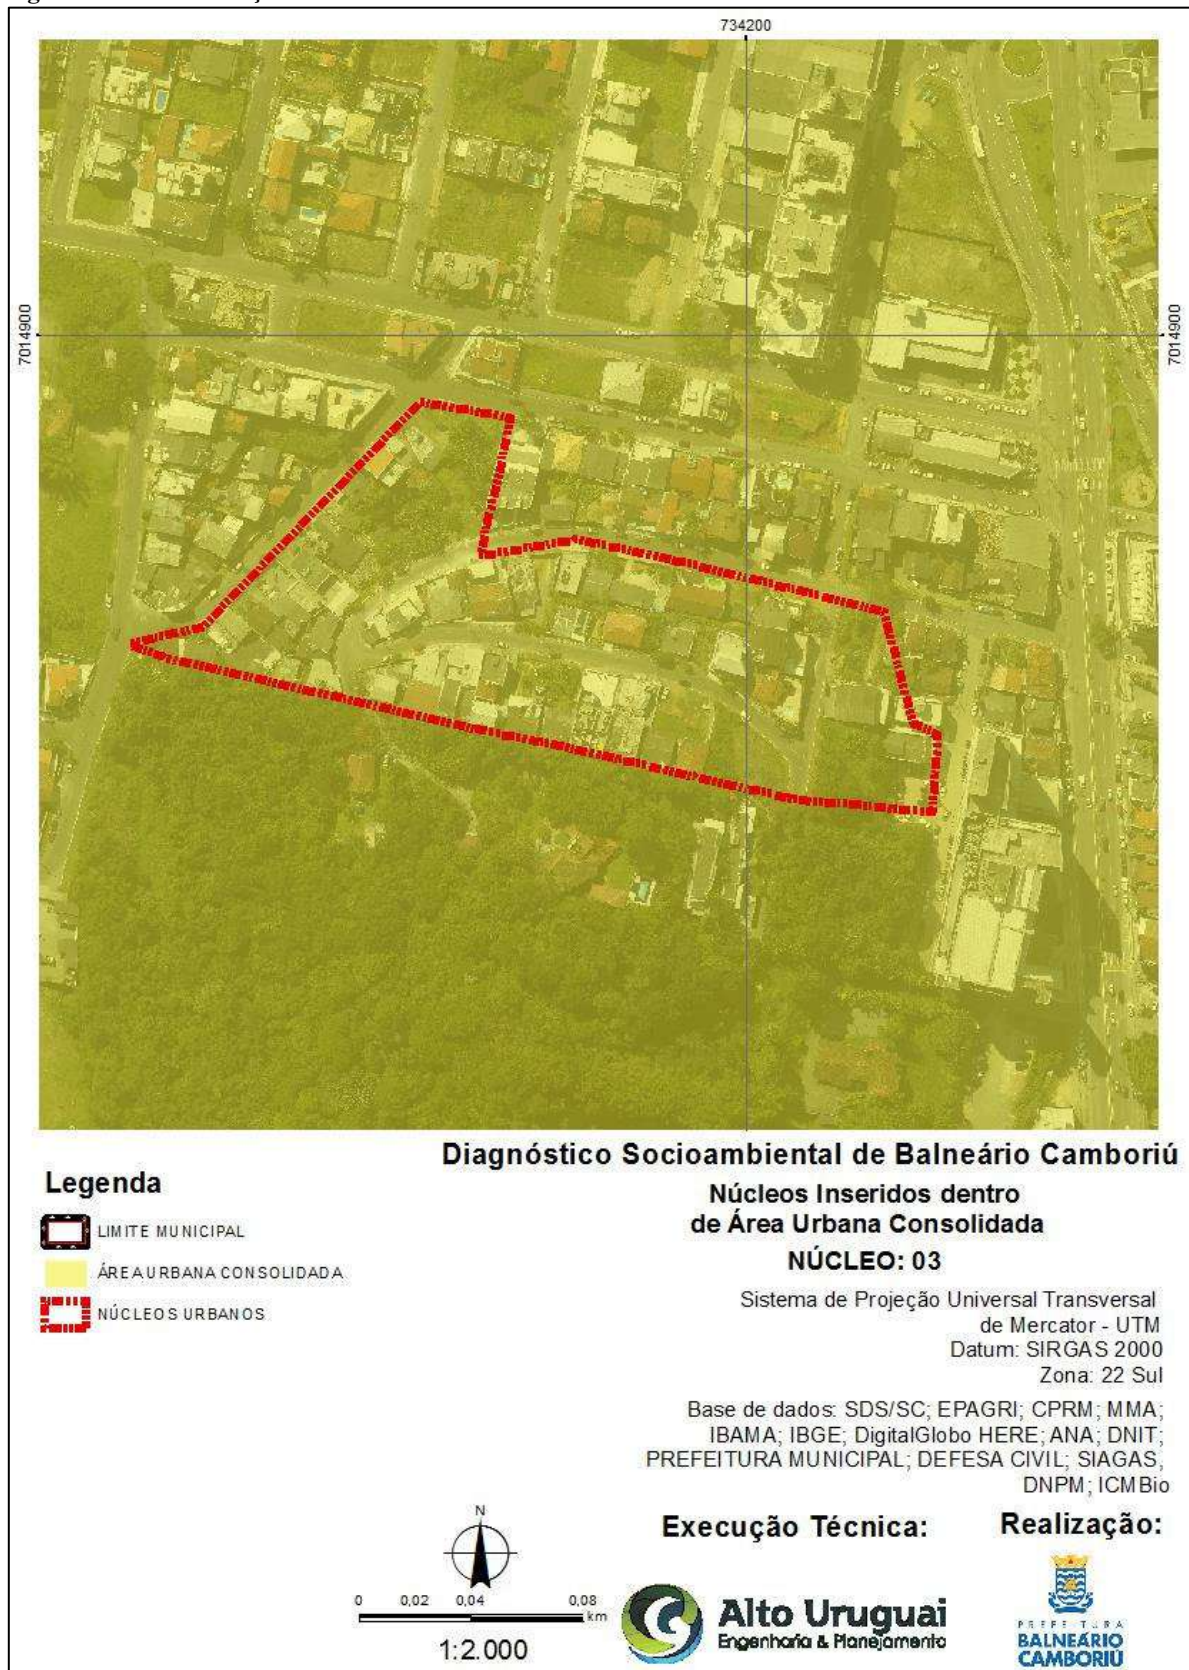 734200
7014900
7014900
Diagnóstico Socioambiental de Balneário Camboriú
Legenda
LIMITE MUNICIPAL
ÁREA URBANA CONSOLIDADA
NÚCLEOS URBANOS
Núcleos Inseridos dentro
de Área Urbana Consolidada
NÚCLEO: 03
Sistema de Projeção Universal Transversal
de Mercator - UTM
Datum: SIRGAS 2000
Zona: 22 Sul
Base de dados: SDS/SC; EPAGRI; CPRM; MMA;
IBAMA; IBGE; DigitalGlobo HERE; ANA; DNIT;
PREFEITURA MUNICIPAL; DEFESA CIVIL; SIAGAS,
DNPM; ICMBio
N
0 0,02 0,04 0,08
km
1:2.000
Execução Técnica:
Alto Uruguai
Engenharia & Planejamento
Realização:
PREFEITURA
BALNEÁRIO
CAMBORIÚ